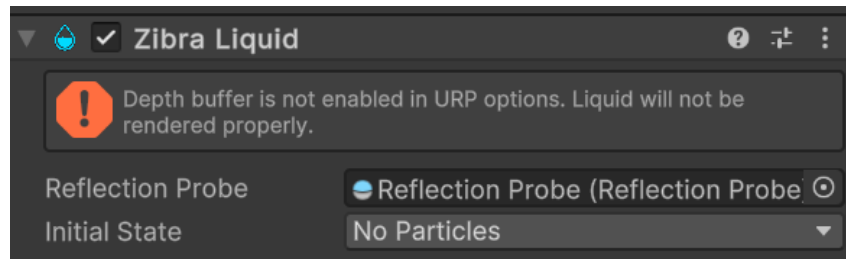 Zibra Liquid
Depth buffer is not enabled in URP options. Liquid will not be
rendered properly.
Reflection Probe Reflection Probe (Reflection Probe)
Initial State No Particles